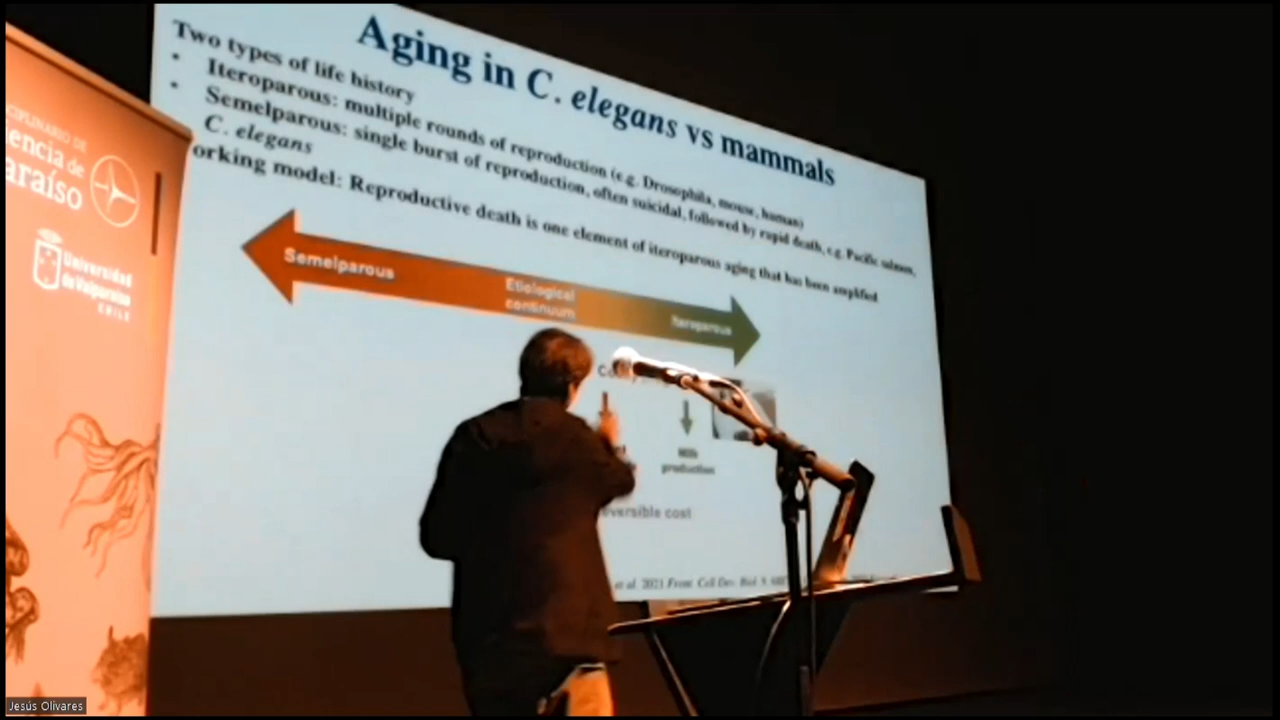 Aging in C. elegans vs mammals
Two types of life history
• Iteroparous: multiple rounds of reproduction (e.g. Drosophila, mouse, human)
• Semelparous: single burst of reproduction, often suicidal, followed by rapid death, e.g. Pacific salmon,
C. elegans
orking model: Reproductive death is one element of iteroparous aging that has been amplified
Semelparous
Etiological
continuum
Iteroparous
Milk
production
eversible cost
et al. 2021 Front. Cell Dev. Biol. 9
CIPLINARIO DE
iencia de
araíso
Universidad
de Valparaíso
CHILE
Jesús Olivares